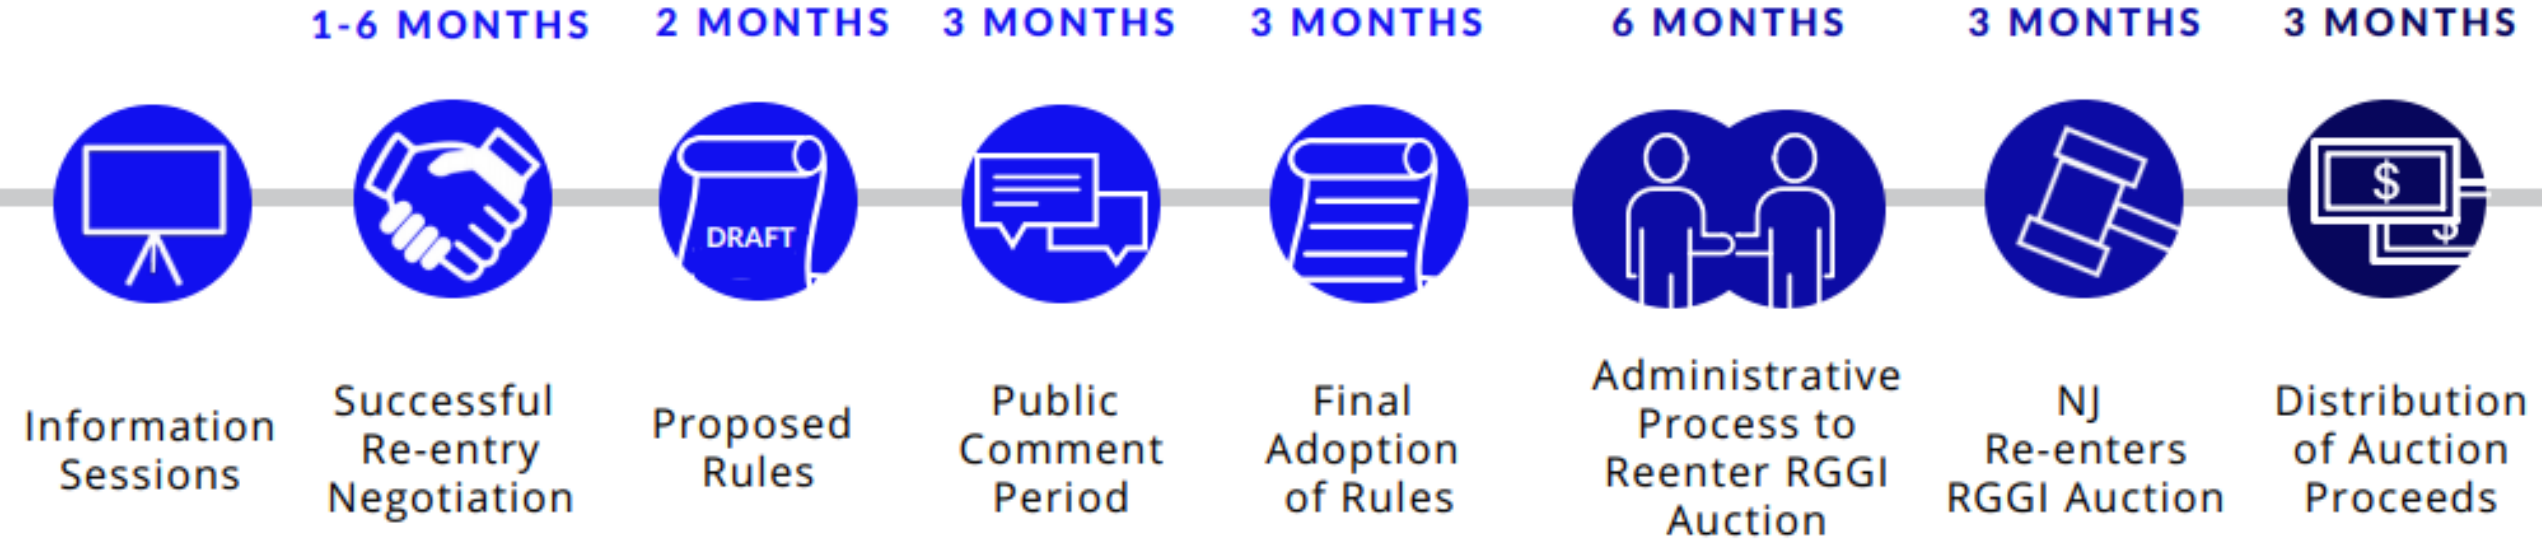 1-6 MONTHS
2 MONTHS
3 MONTHS
3 MONTHS
6 MONTHS
3 MONTHS
3 MONTHS
DRAFT
$
$
Information
Sessions
Successful
Re-entry
Negotiation
Proposed
Rules
Public
Comment
Period
Final
Adoption
of Rules
Administrative
Process to
Reenter RGGI
Auction
NJ
Re-enters
RGGI Auction
Distribution
of Auction
Proceeds